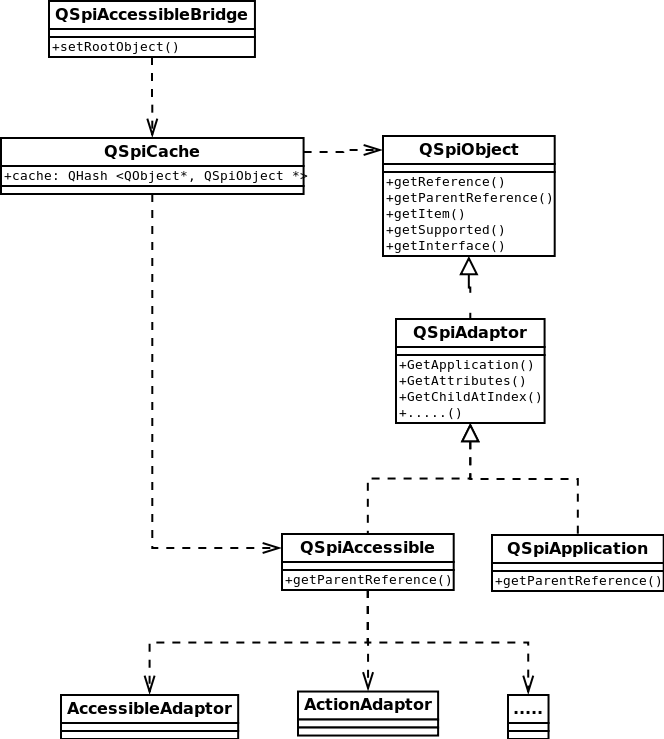 QSpiAccessibleBridge
+setRootObject()
QSpiCache
+cache: QHash <QObject*, QSpiObject *>
QSpiObject
+getReference()
+getParentReference()
+getItem()
+getSupported()
+getInterface()
QSpiAdaptor
+GetApplication()
+GetAttributes()
+GetChildAtIndex()
+.....()
QSpiAccessible
+getParentReference()
QSpiApplication
+getParentReference()
AccessibleAdaptor
ActionAdaptor
.....